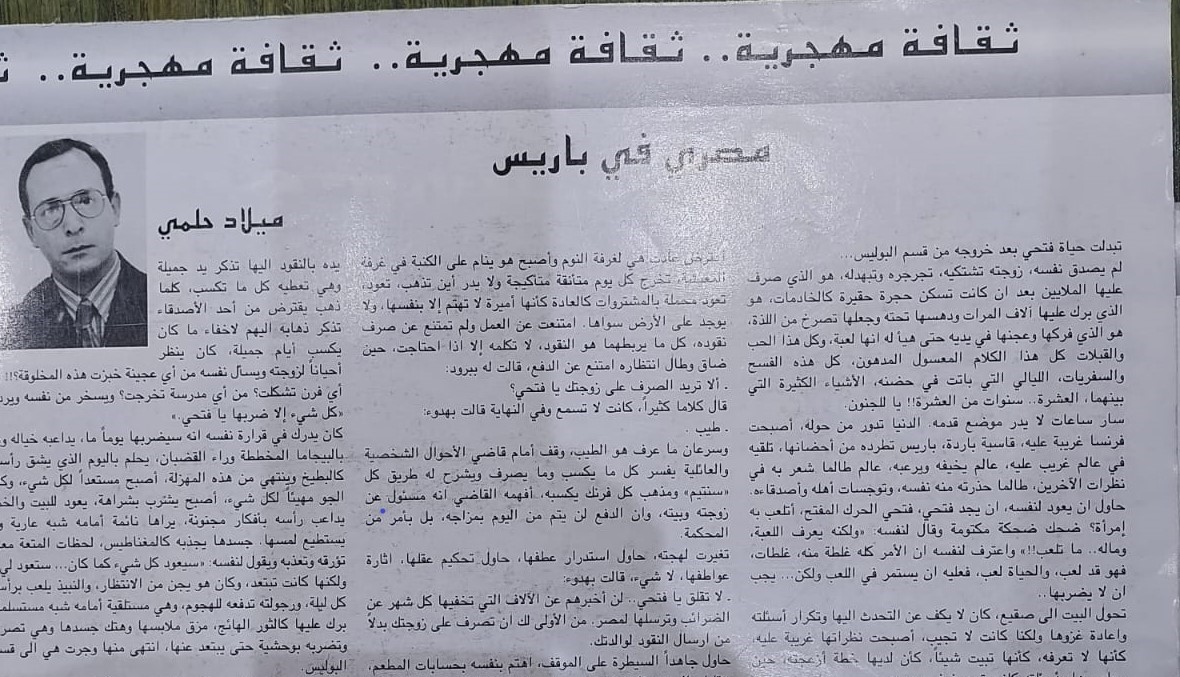 ثقافة مهجرية.. ثقافة مهجرية.. ثقافة مهجرية..
مصري في باريس
ميلاد حلمي
تبدلت حياة فتحي بعد خروجه من قسم البوليس...
لم يصدق نفسه، زوجته تشتكيه، تجرجره وتبهدله، هو الذي صرف
عليها الملايين بعد ان كانت تسكن حجرة حقيرة كالخادمات، هو
الذي برك عليها آلاف المرات ودهسها تحته وجعلها تصرخ من اللذة،
هو الذي فركها وعجنها في يديه حتى هيأ له انها لعبة، وكل هذا الحب
والقبلات كل هذا الكلام المعسول المدهون، كل هذه الفسح
والسفريات، الليالي التي باتت في حضنه، الأشياء الكثيرة التي
بينهما، العشرة.. سنوات من العشرة!! يا للجنون.
سار ساعات لا يدر موضع قدمه. الدنيا تدور من حوله، أصبحت
فرنسا غريبة عليه، قاسية باردة، باريس تطرده من أحضانها، تلقيه
في عالم غريب عليه، عالم يخيفه ويرعبه، عالم طالما شعر به في
نظرات الآخرين، طالما حذرته منه نفسه، وتوجسات أهله وأصدقاءه.
حاول ان يعود لنفسه، ان يجد فتحي، فتحي الحرك المفتح، أتلعب به
إمرأة؟ ضحك ضحكة مكتومة وقال لنفسه: «ولكنه يعرف اللعبة،
وماله.. ما تلعب!!» واعترف لنفسه ان الأمر كله غلطة منه، غلطات،
فهو قد لعب، والحياة لعب، فعليه ان يستمر في اللعب ولكن... يجب
ان لا يضربها..
تحول البيت الى صقيع، كان لا يكف عن التحدث اليها وتكرار أسئلته
واعادة غزوها ولكنا كانت لا تجيب، أصبحت نظراتها غريبة عليه،
كأنها لا تعرفه، كأنها تبيت شيئاً، كأن لديها خطة أزعجته، حين
عادت هي لغرفة النوم وأصبح هو ينام على الكنبة في غرفة
المعيشة، تخرج كل يوم متأنقة متأكيجة ولا يدر أين تذهب، تعود،
تعود محملة بالمشتروات كالعادة كأنها أميرة لا تهتم إلا بنفسها، ولا
يوجد على الأرض سواها. امتنعت عن العمل ولم تمتنع عن صرف
نقوده، كل ما يربطهما هو النقود، لا تكلمه إلا اذا احتاجت، حين
ضاق وطال انتظاره امتنع عن الدفع، قالت له ببرود:
. ألا تريد الصرف على زوجتك يا فتحي؟
قال كلاما كثيراً، كانت لا تسمع وفي النهاية قالت بهدوء:
. طيب .
وسرعان ما عرف هو الطيب، وقف أمام قاضي الأحوال الشخصية
والعائلية يفسر كل ما يكسب وما يصرف ويشرح له طريق كل
«سنتيم» ومذهب كل فرنك يكسبه، أفهمه القاضي انه مسئول عن
زوجته وبيته، وان الدفع لن يتم من اليوم بمزاجه، بل بأمر من
المحكمة.
تغيرت لهجته، حاول استدرار عطفها، حاول تحكيم عقلها، اثارة
عواطفها، لا شيء، قالت بهدوء:
. لا تقلق يا فتحي.. لن أخبرهم عن الآلاف التي تخفيها كل شهر عن
الضرائب وترسلها لمصر. من الأولى لك ان تصرف على زوجتك بدلا
من ارسال النقود لوالدتك.
حاول جاهداً السيطرة على الموقف، اهتم بنفسه بحسابات المطعم،
يده بالنقود اليها تذكر يد جميلة
وهي تعطيه كل ما تكسب، كلما
ذهب يقترض من أحد الأصدقاء
تذكر ذهابه اليهم لاخفاء ما كان
يكسب أيام جميلة، كان ينظر
أحياناً لزوجته ويسأل نفسه من أي عجينة خبزت هذه المخلوقة؟!!
أي فرن تشكلت؟ من أي مدرسة تخرجت؟ ويسخر من نفسه
«كل شيء إلا ضربها يا فتحي.»
كان يدرك في قرارة نفسه انه سيضربها يوماً ما، يداعبه خياله
بالبيجاما المخططة وراء القضبان، يحلم باليوم الذي يشق
كالبطيخ وينتهي من هذه المهزلة، أصبح مستعداً لكل شيء،
الجو مهيئاً لكل شيء، أصبح يشرب بشراهة، يعود للبيت
يداعب رأسه بأفكار مجنونة، يراها نائمة أمامه شبه عارية
يستطيع لمسها. جسدها يجذبه كالمغناطيس، لحظات المتعة
تؤرقه وتعذبه ويقول لنفسه: «سيعود كل شيء كما كان... ستعود
ولكنها كانت تبتعد، وكان هو يجن من الانتظار، والنبيذ يلعب
كل ليلة، ورجولته تدفعه للهجوم، وهي مستلقية أمامه شبه
برك عليها كالثور الهائج، مزق ملابسها وهتك جسدها وهي
وتضربه بوحشية حتى يبتعد عنها، انتهى منها وجرت هي الى
البوليس.